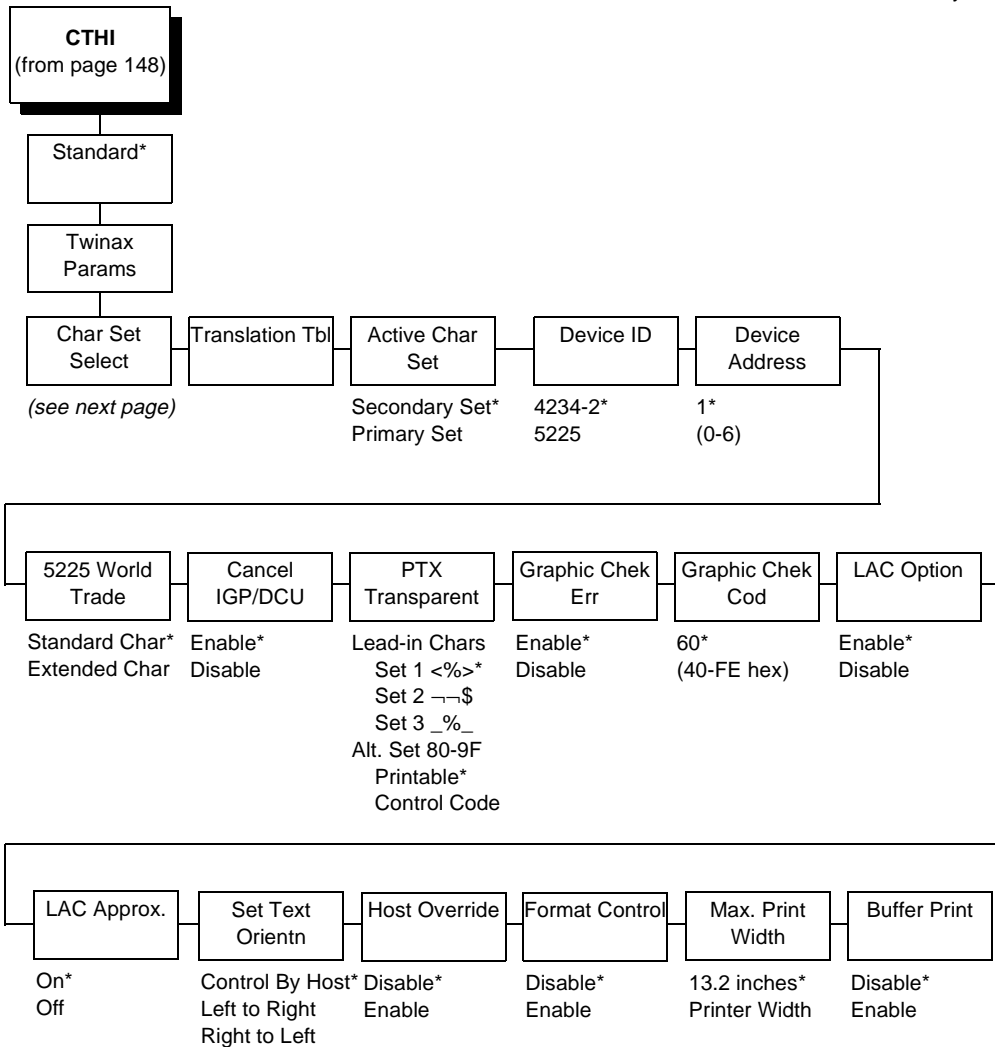 CTHI
(from page 148)
Standard*
Twinax
Params
Char Set
Select
(see next page)
Translation Tbl
Active Char
Set
Secondary Set*
Primary Set
Device ID
4234-2*
5225
Device
Address
1*
(0-6)
5225 World
Trade
Standard Char*
Extended Char
Cancel
IGP/DCU
Enable*
Disable
PTX
Transparent
Lead-in Chars
Set 1 <%>*
Set 2 ¬¬$
Set 3 _%_
Alt. Set 80-9F
Printable*
Control Code
Graphic Chek
Err
Enable*
Disable
Graphic Chek
Cod
60*
(40-FE hex)
LAC Option
Enable*
Disable
LAC Approx.
On*
Off
Set Text
Orientn
Control By Host*
Left to Right
Right to Left
Host Override
Disable*
Enable
Format Control
Disable*
Enable
Max. Print
Width
13.2 inches*
Printer Width
Buffer Print
Disable*
Enable